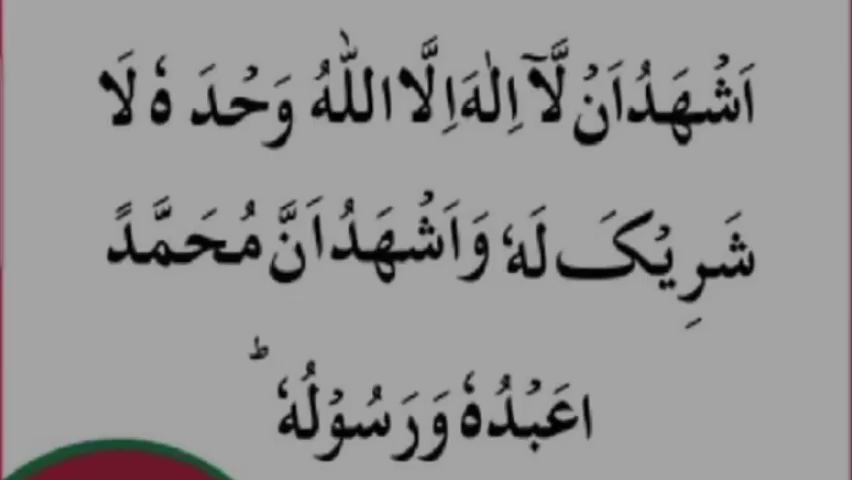 اَشْهَدُ اَنْ لَّآ اِلٰهَ اِلَّا اللّٰهُ وَحْدَهٗ لَا
شَرِيْكَ لَهٗ وَاَشْهَدُ اَنَّ مُحَمَّدً
اعَبْدُهٗ وَرَسُوْلُهٗ ؕ